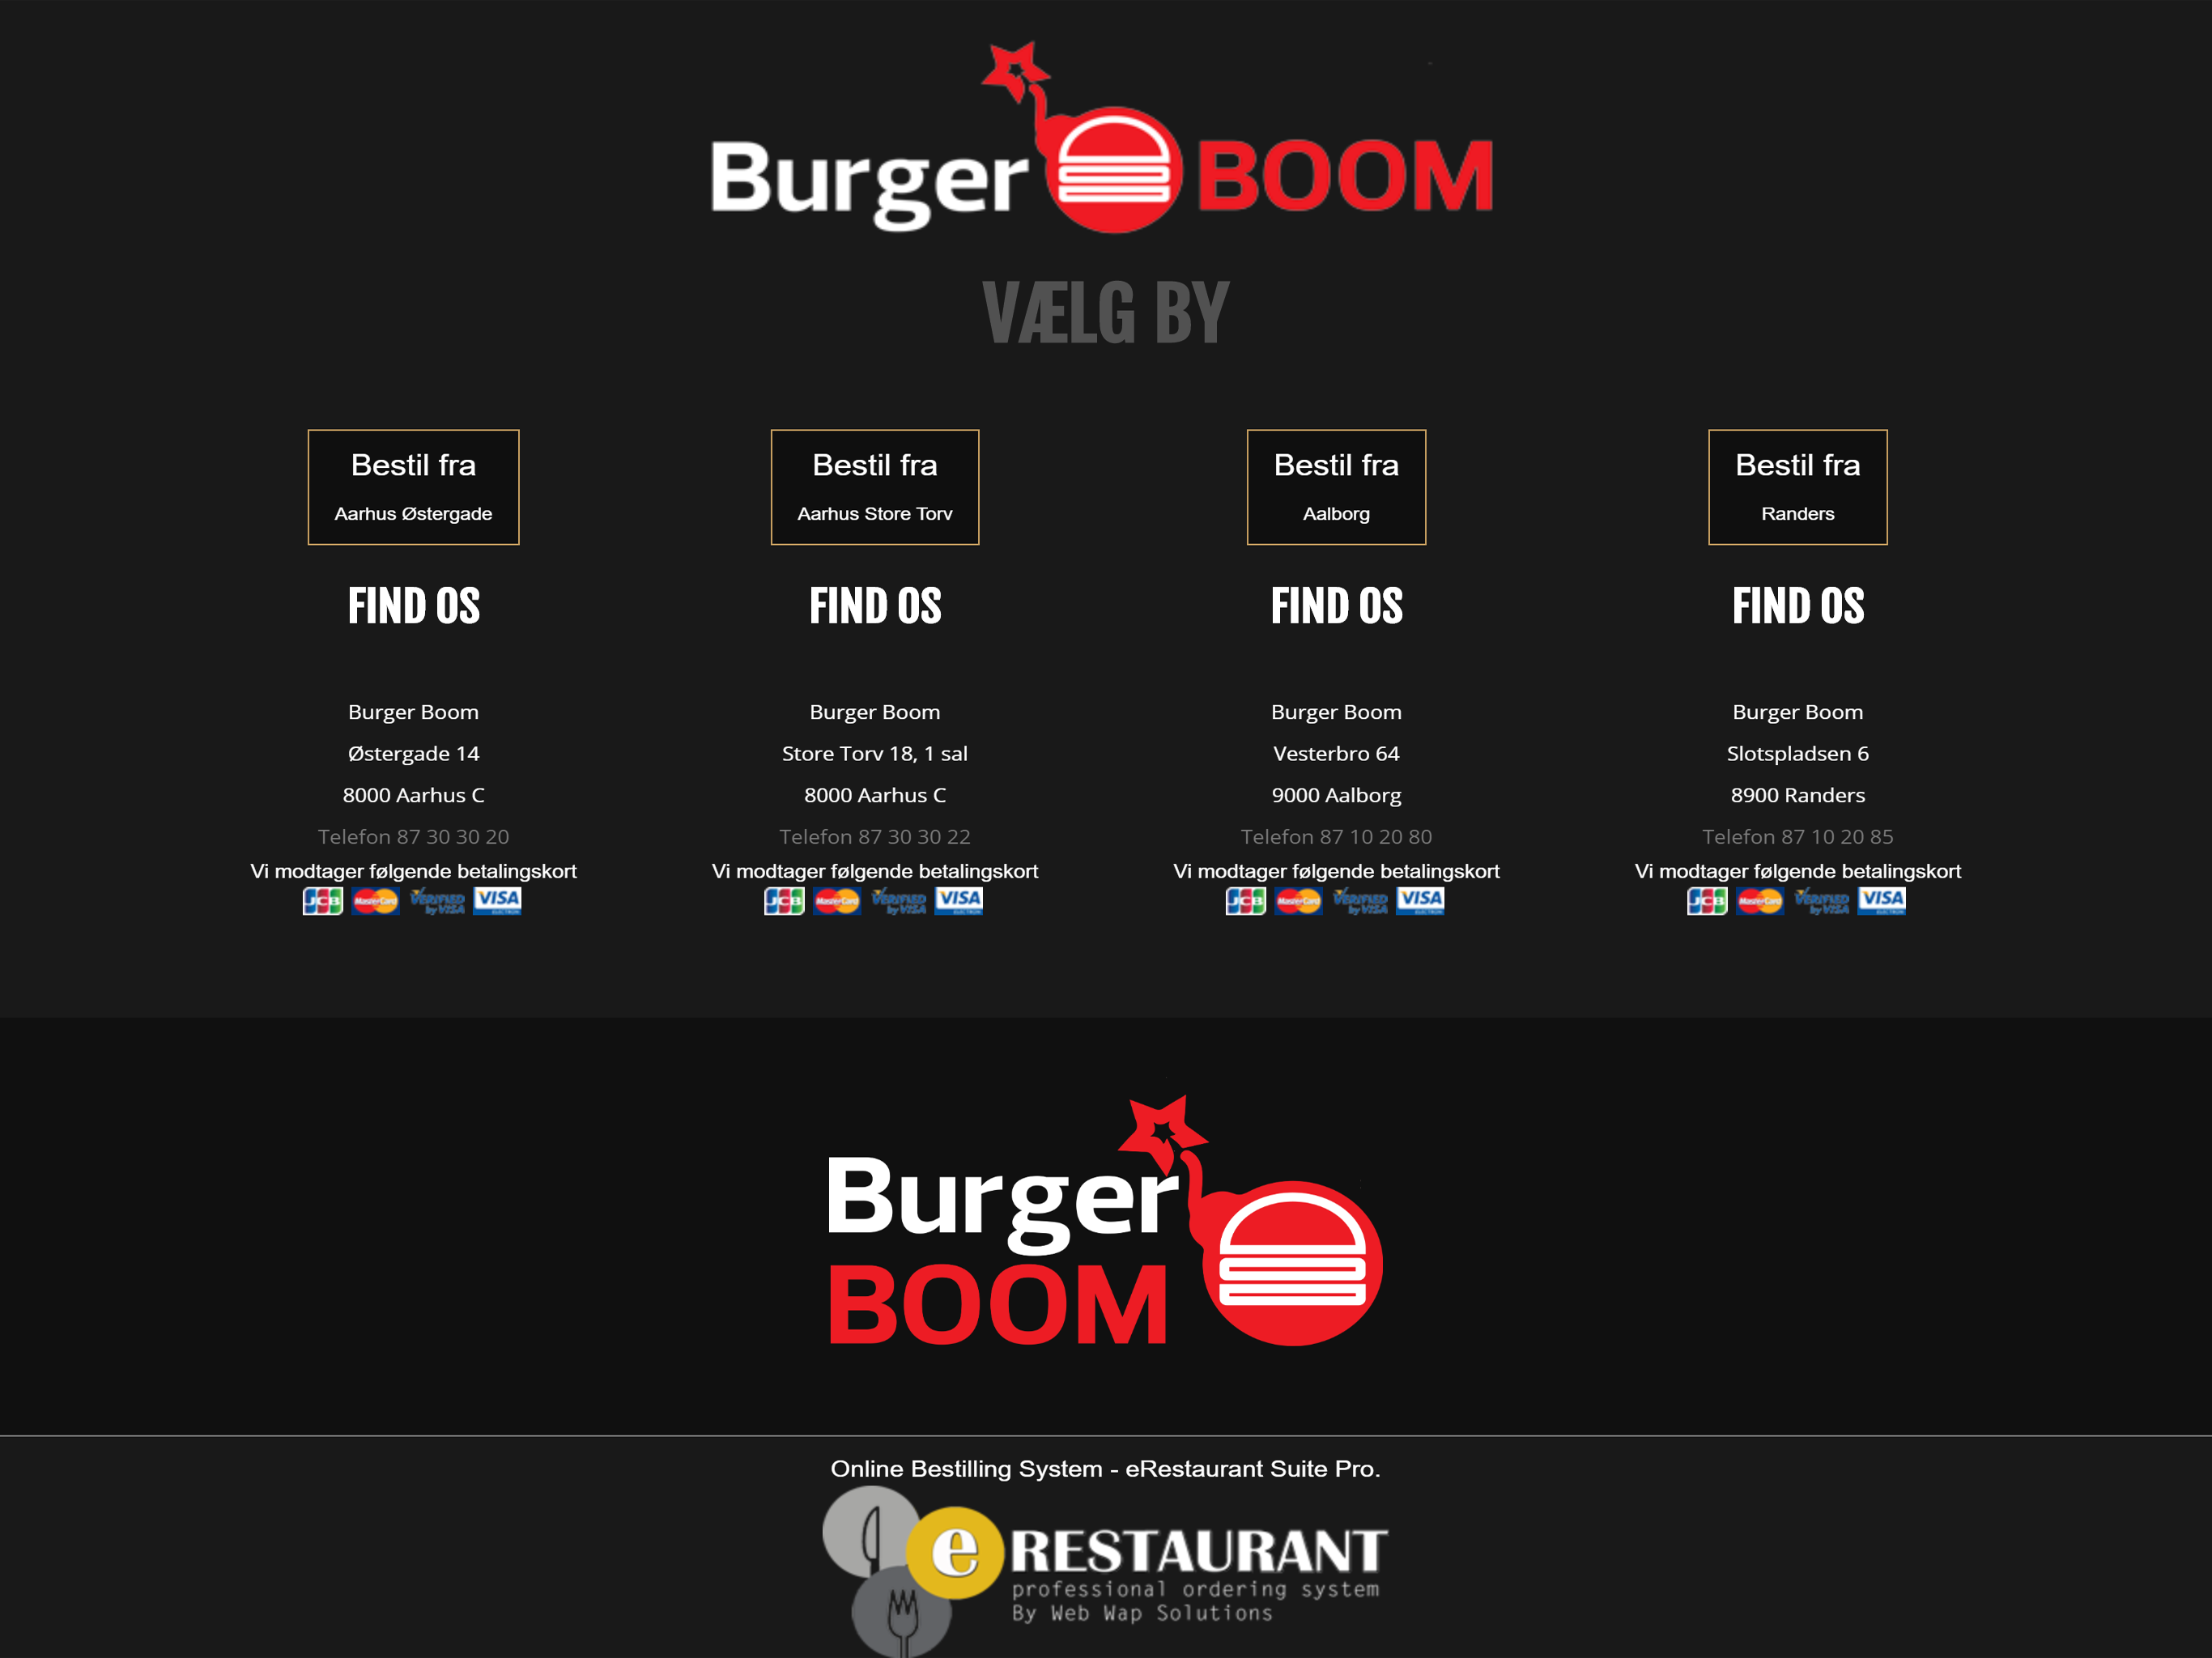 Burger BOOM
VÆLG BY
Bestil fra
Aarhus Østergade
FIND OS
Burger Boom
Østergade 14
8000 Aarhus C
Telefon 87 30 30 20
Vi modtager følgende betalingskort
JCB MasterCard VERIFIED by VISA VISA ELECTRON
Bestil fra
Aarhus Store Torv
FIND OS
Burger Boom
Store Torv 18, 1 sal
8000 Aarhus C
Telefon 87 30 30 22
Vi modtager følgende betalingskort
JCB MasterCard VERIFIED by VISA VISA ELECTRON
Bestil fra
Aalborg
FIND OS
Burger Boom
Vesterbro 64
9000 Aalborg
Telefon 87 10 20 80
Vi modtager følgende betalingskort
JCB MasterCard VERIFIED by VISA VISA ELECTRON
Bestil fra
Randers
FIND OS
Burger Boom
Slotspladsen 6
8900 Randers
Telefon 87 10 20 85
Vi modtager følgende betalingskort
JCB MasterCard VERIFIED by VISA VISA ELECTRON
Burger
BOOM
Online Bestilling System - eRestaurant Suite Pro.
e RESTAURANT
professional ordering system
By Web Wap Solutions